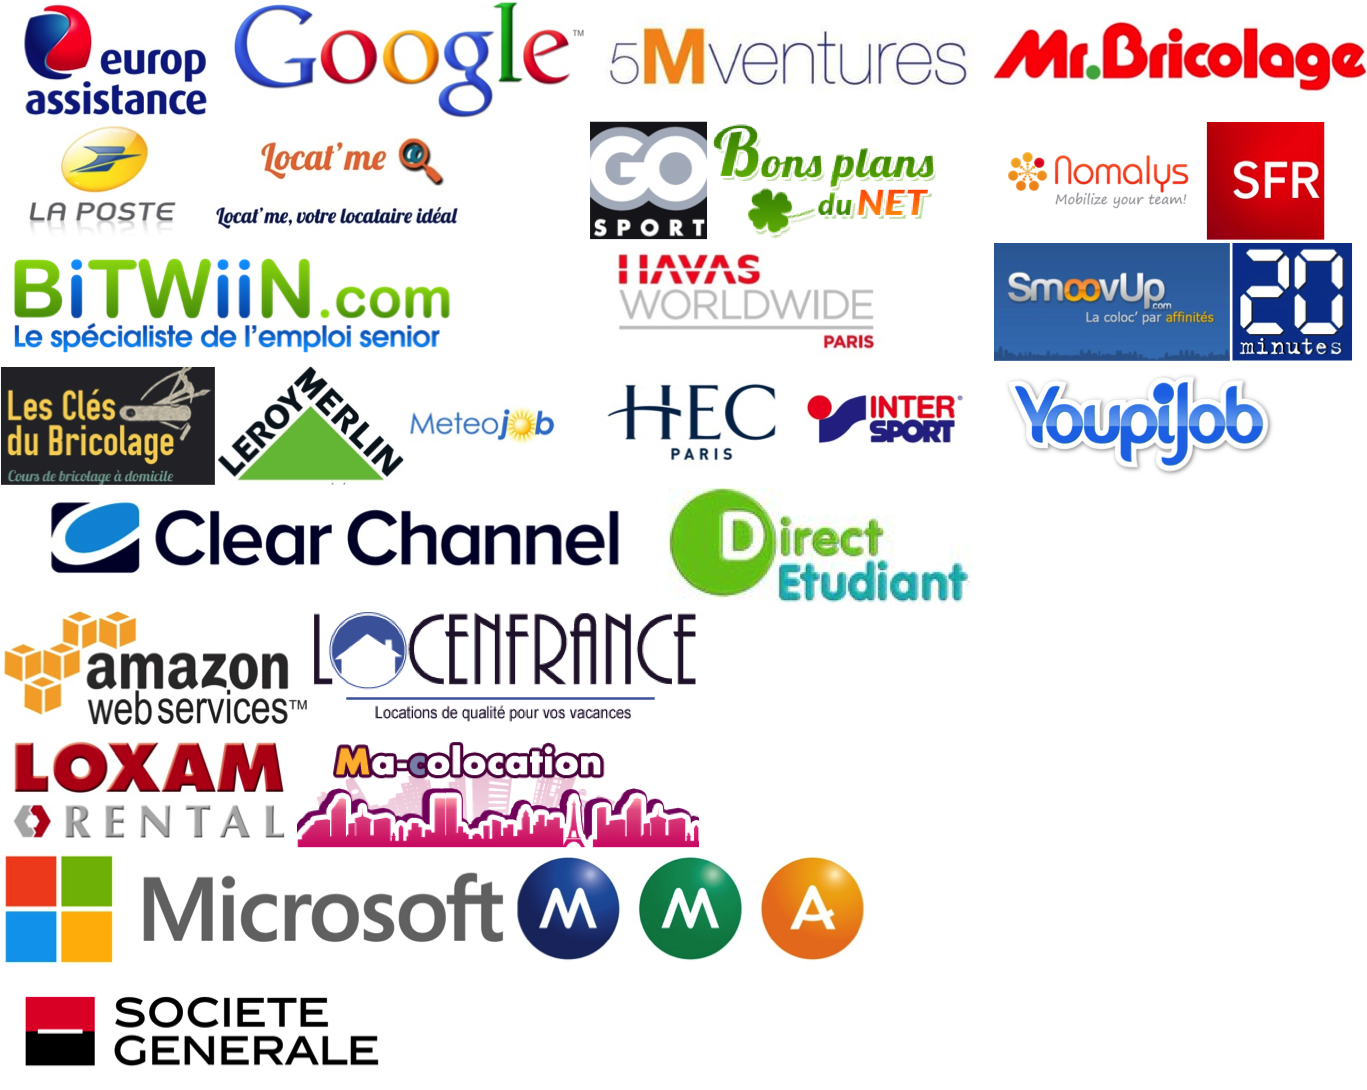 europ
assistance
Google™
5Mventures
Mr.Bricolage
LA POSTE
Locat'me
Locat'me, votre locataire idéal
GO
SPORT
Bons plans
du NET
Nomalys
Mobilize your team!
SFR
BiTWiiN.com
Le spécialiste de l'emploi senior
HAVAS
WORLDWIDE
PARIS
SmoovUp.com
La coloc' par affinités
20
minutes
Les Clés
du Bricolage
Cours de bricolage à domicile
LEROY MERLIN
Meteojob
HEC
PARIS
INTER
SPORT®
YoupiJob
Clear Channel
Direct
Etudiant
amazon
web services™
LOCENFRANCE
Locations de qualité pour vos vacances
LOXAM
RENTAL
Ma-colocation
Microsoft
M M A
SOCIETE
GENERALE